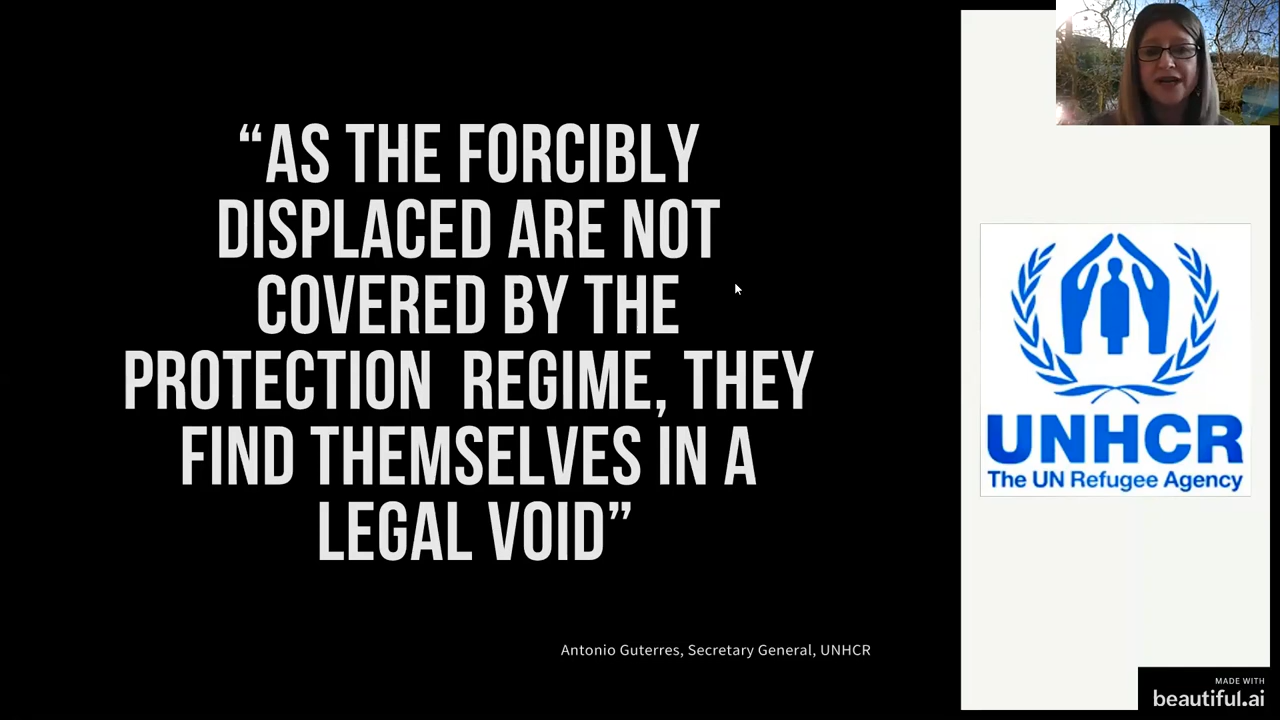 “AS THE FORCIBLY
DISPLACED ARE NOT
COVERED BY THE
PROTECTION  REGIME, THEY
FIND THEMSELVES IN A
LEGAL VOID”
Antonio Guterres, Secretary General, UNHCR
UNHCR
The UN Refugee Agency
MADE WITH
beautiful.ai